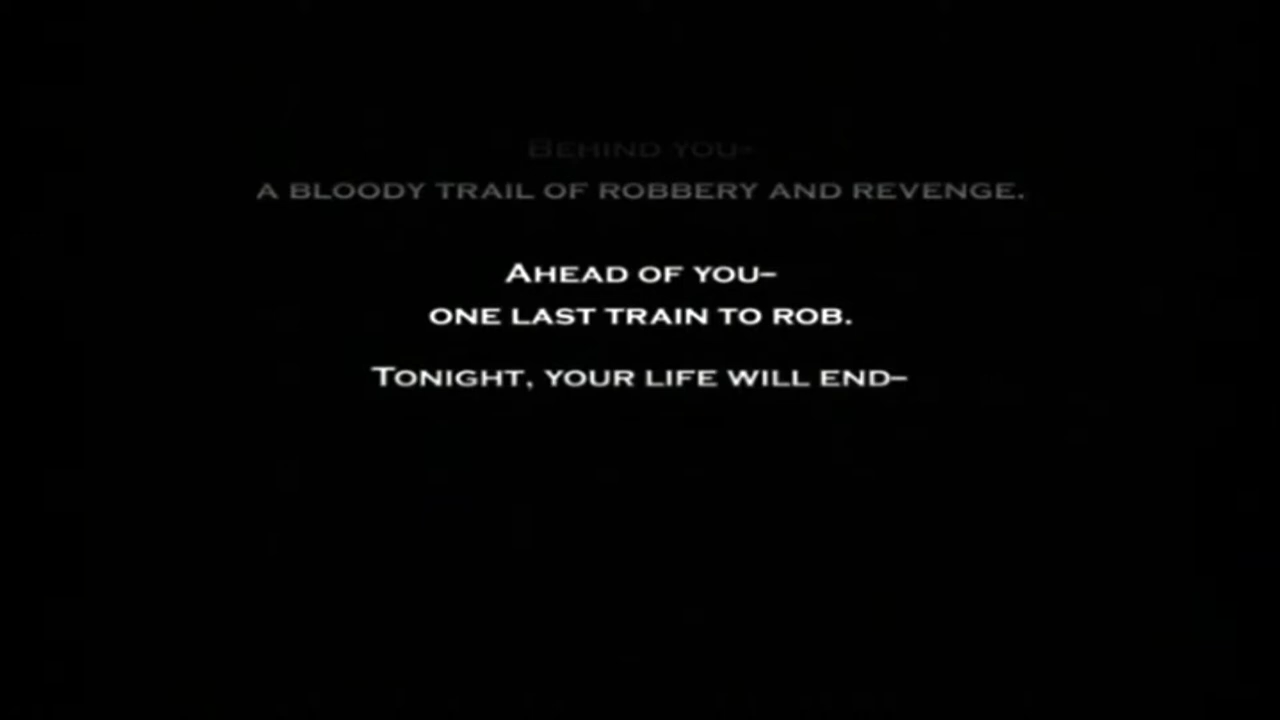 Behind you–
a bloody trail of robbery and revenge.
Ahead of you–
one last train to rob.
Tonight, your life will end–